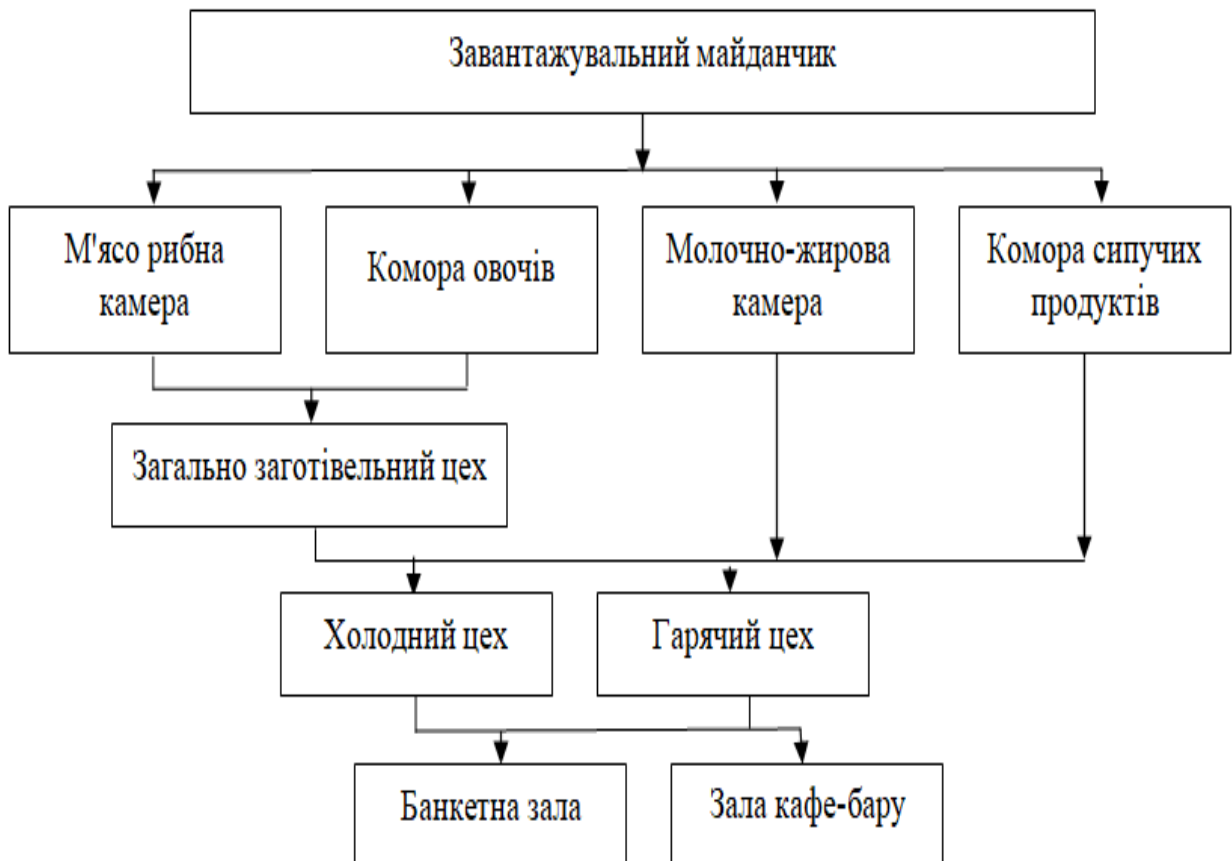 Завантажувальний майданчик
М'ясо рибна
камера
Комора овочів
Молочно-жирова
камера
Комора сипучих
продуктів
Загально заготівельний цех
Холодний цех
Гарячий цех
Банкетна зала
Зала кафе-бару